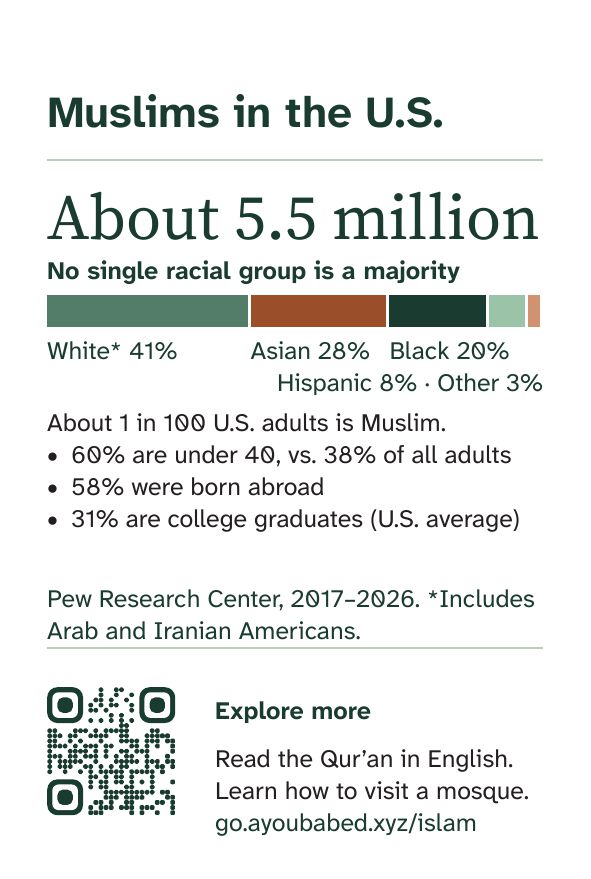 Muslims in the U.S.
About 5.5 million
No single racial group is a majority
White* 41% Asian 28% Black 20%
Hispanic 8% · Other 3%
About 1 in 100 U.S. adults is Muslim.
• 60% are under 40, vs. 38% of all adults
• 58% were born abroad
• 31% are college graduates (U.S. average)
Pew Research Center, 2017–2026. *Includes
Arab and Iranian Americans.
Explore more
Read the Qur’an in English.
Learn how to visit a mosque.
go.ayoubabed.xyz/islam